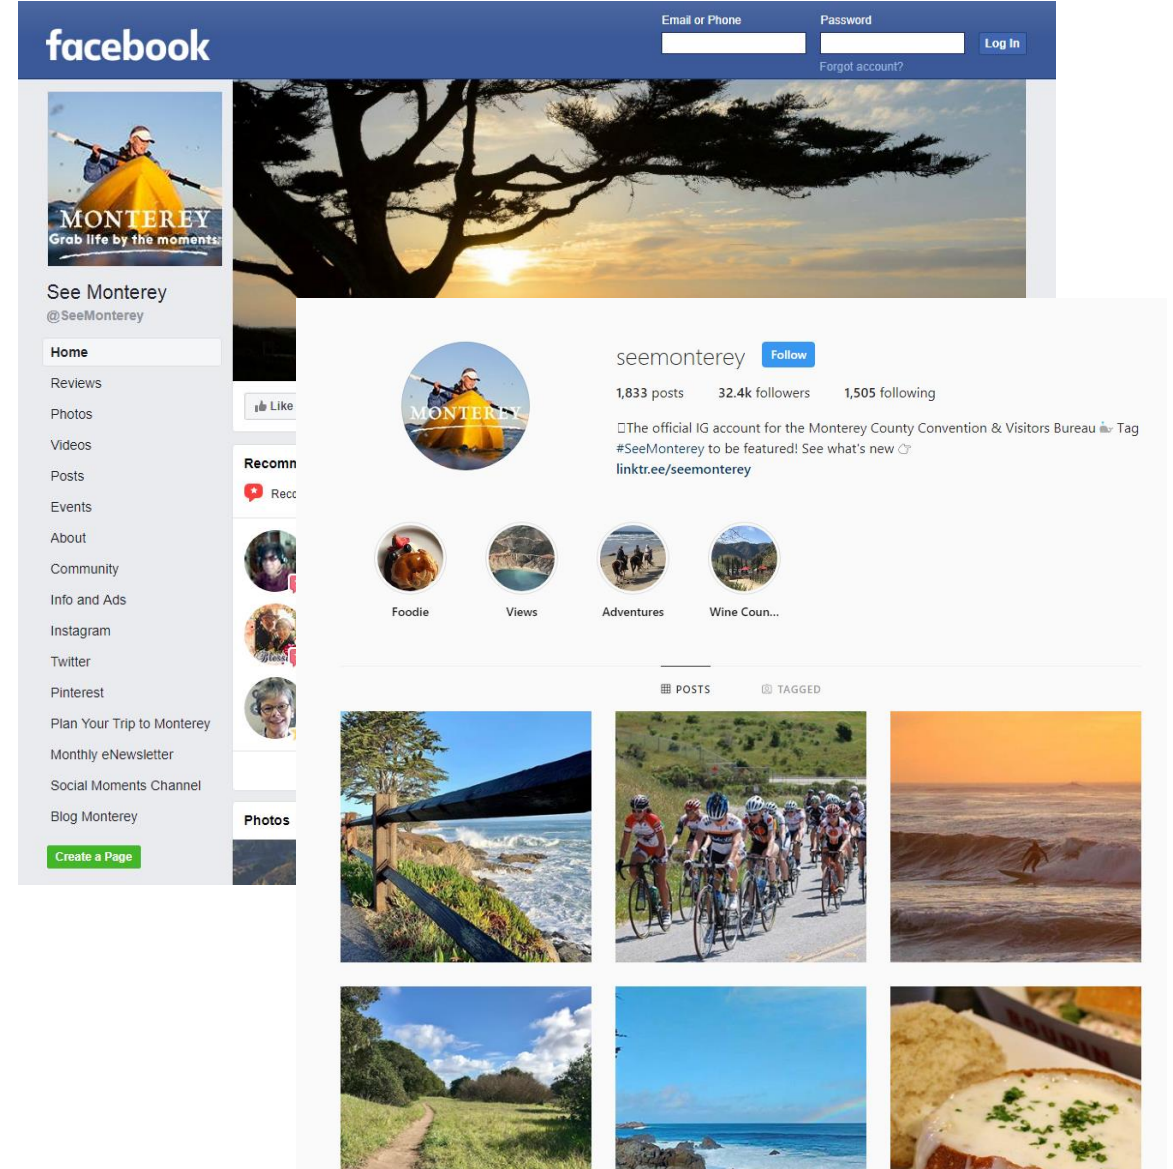 facebook
Email or Phone
Password
Log In
Forgot account?
MONTEREY
Grab life by the moments.
See Monterey
@SeeMonterey
Home
Reviews
Photos
Videos
Posts
Events
About
Community
Info and Ads
Instagram
Twitter
Pinterest
Plan Your Trip to Monterey
Monthly eNewsletter
Social Moments Channel
Blog Monterey
Create a Page
Like
Recomm
Reco
Photos
MONTEREY
seemonterey Follow
1,833 posts 32.4k followers 1,505 following
The official IG account for the Monterey County Convention & Visitors Bureau Tag
#SeeMonterey to be featured! See what's new
linktr.ee/seemonterey
Foodie
Views
Adventures
Wine Coun...
POSTS
TAGGED
BOUDIN